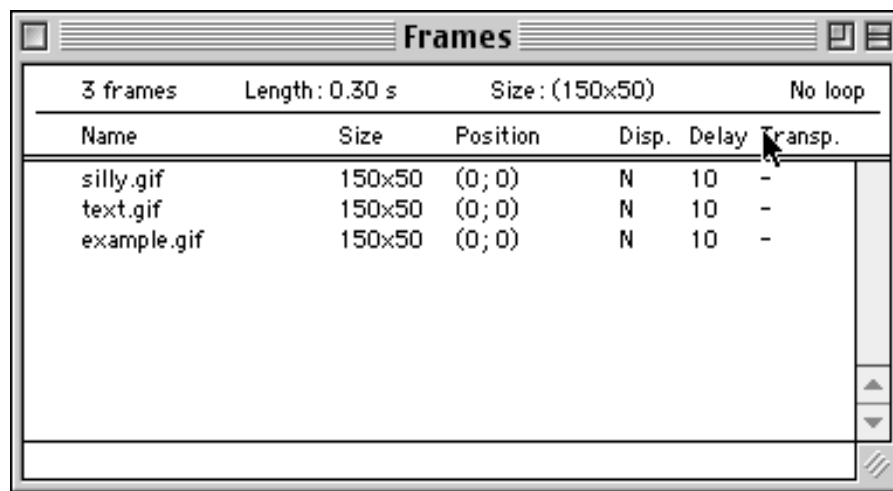 Frames
3 frames Length: 0.30 s Size: (150x50) No loop
Name Size Position Disp. Delay Transp.
silly.gif 150x50 (0; 0) N 10 -
text.gif 150x50 (0; 0) N 10 -
example.gif 150x50 (0; 0) N 10 -